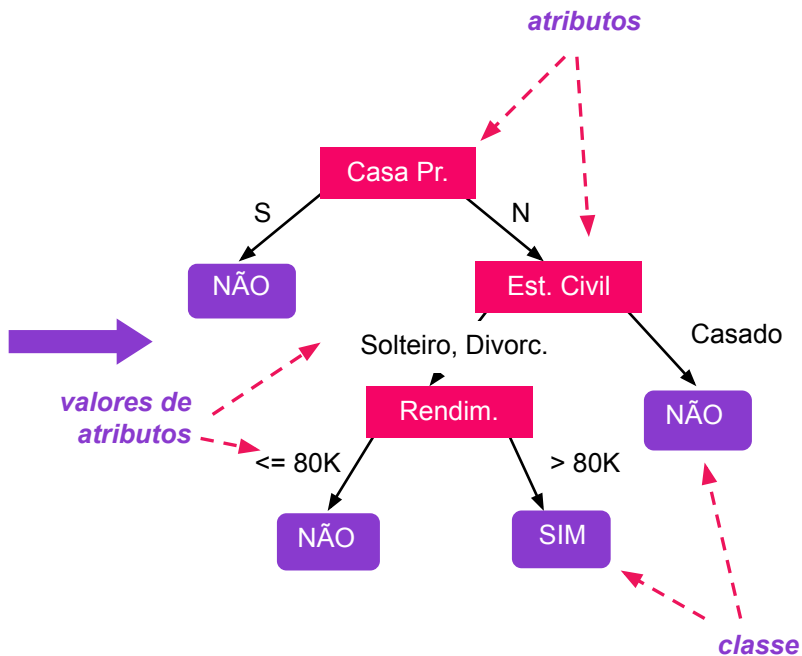 atributos
Casa Pr.
S
N
NÃO
Est. Civil
Solteiro, Divorc.
Casado
valores de
atributos
Rendim.
NÃO
<= 80K
> 80K
NÃO
SIM
classe